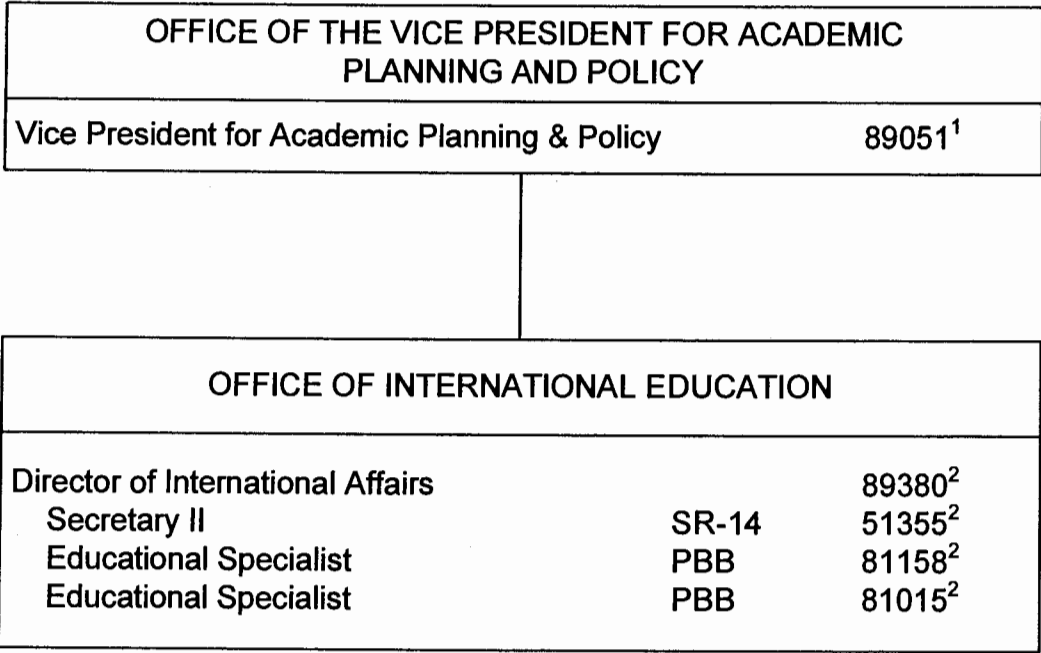 OFFICE OF THE VICE PRESIDENT FOR ACADEMIC
PLANNING AND POLICY
Vice President for Academic Planning & Policy 89051¹
OFFICE OF INTERNATIONAL EDUCATION
Director of International Affairs 89380²
Secretary II SR-14 51355²
Educational Specialist PBB 81158²
Educational Specialist PBB 81015²